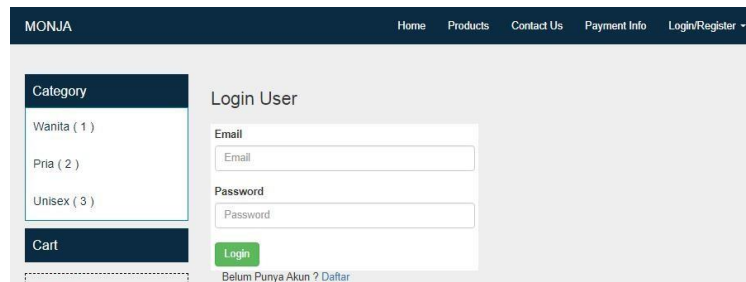 MONJA Home Products Contact Us Payment Info Login/Register
Category
Wanita ( 1 )
Pria ( 2 )
Unisex ( 3 )
Cart
Login User
Email
Email
Password
Password
Login
Belum Punya Akun ? Daftar